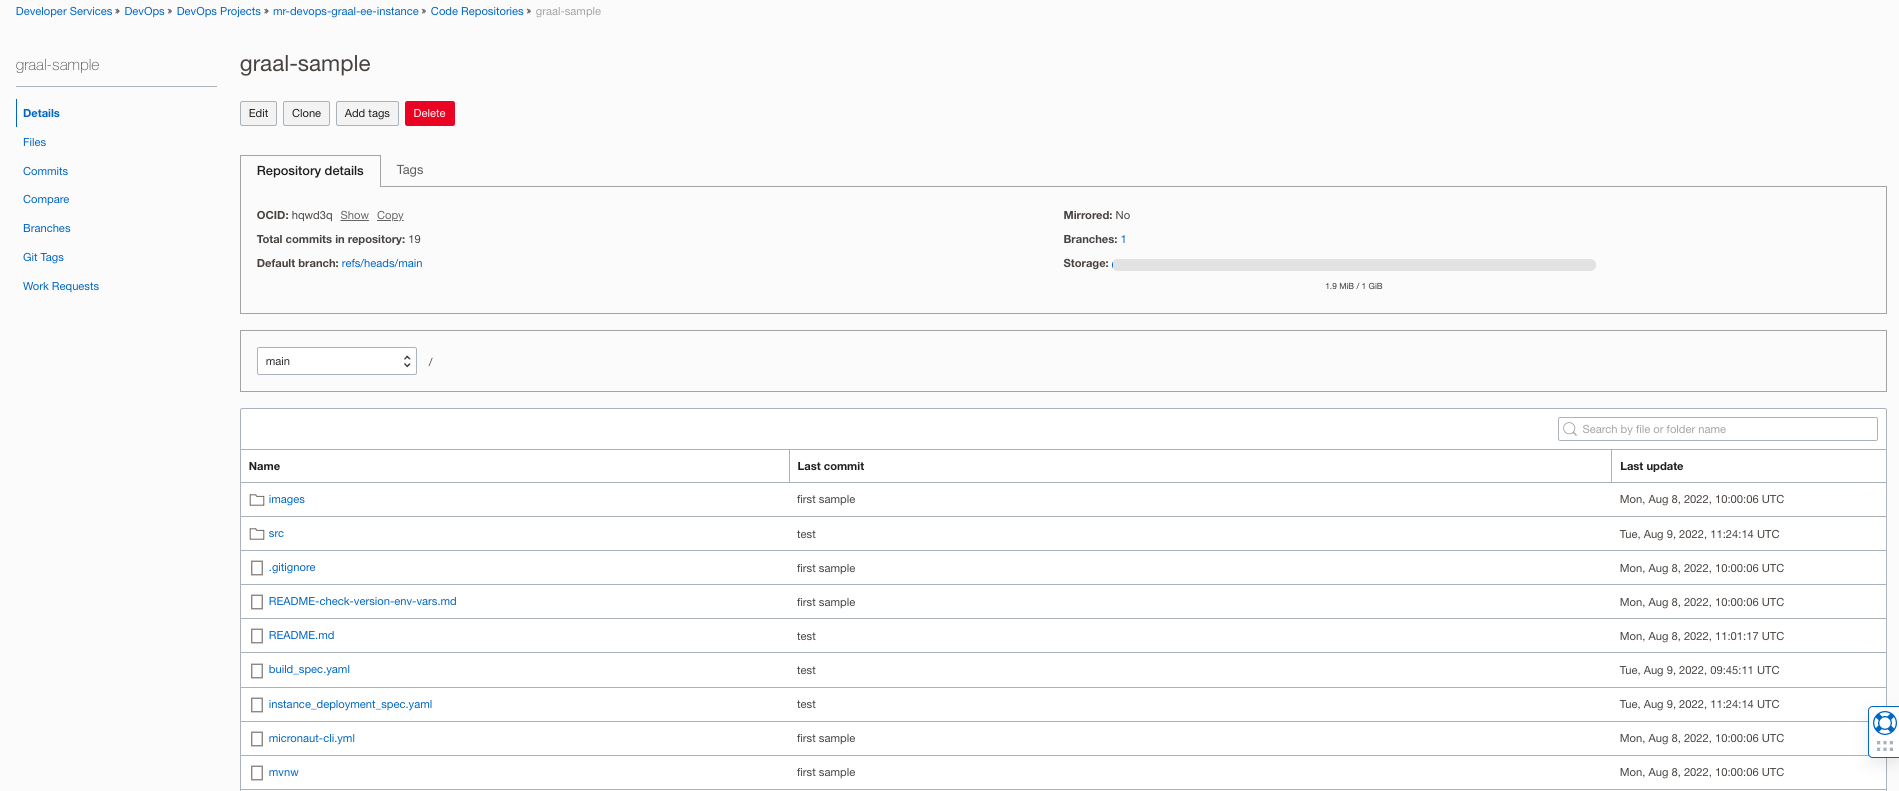 Developer Services » DevOps » DevOps Projects » mr-devops-graal-ee-instance » Code Repositories » graal-sample
graal-sample
Details
Files
Commits
Compare
Branches
Git Tags
Work Requests
graal-sample
Edit Clone Add tags Delete
Repository details Tags
OCID: hqwd3q Show Copy
Total commits in repository: 19
Default branch: refs/heads/main
Mirrored: No
Branches: 1
Storage:
1.9 MiB / 1 GiB
main /
Search by file or folder name
Name Last commit Last update
images first sample Mon, Aug 8, 2022, 10:00:06 UTC
src test Tue, Aug 9, 2022, 11:24:14 UTC
.gitignore first sample Mon, Aug 8, 2022, 10:00:06 UTC
README-check-version-env-vars.md first sample Mon, Aug 8, 2022, 10:00:06 UTC
README.md test Mon, Aug 8, 2022, 11:01:17 UTC
build_spec.yaml test Tue, Aug 9, 2022, 09:45:11 UTC
instance_deployment_spec.yaml test Tue, Aug 9, 2022, 11:24:14 UTC
micronaut-cli.yml first sample Mon, Aug 8, 2022, 10:00:06 UTC
mvnw first sample Mon, Aug 8, 2022, 10:00:06 UTC